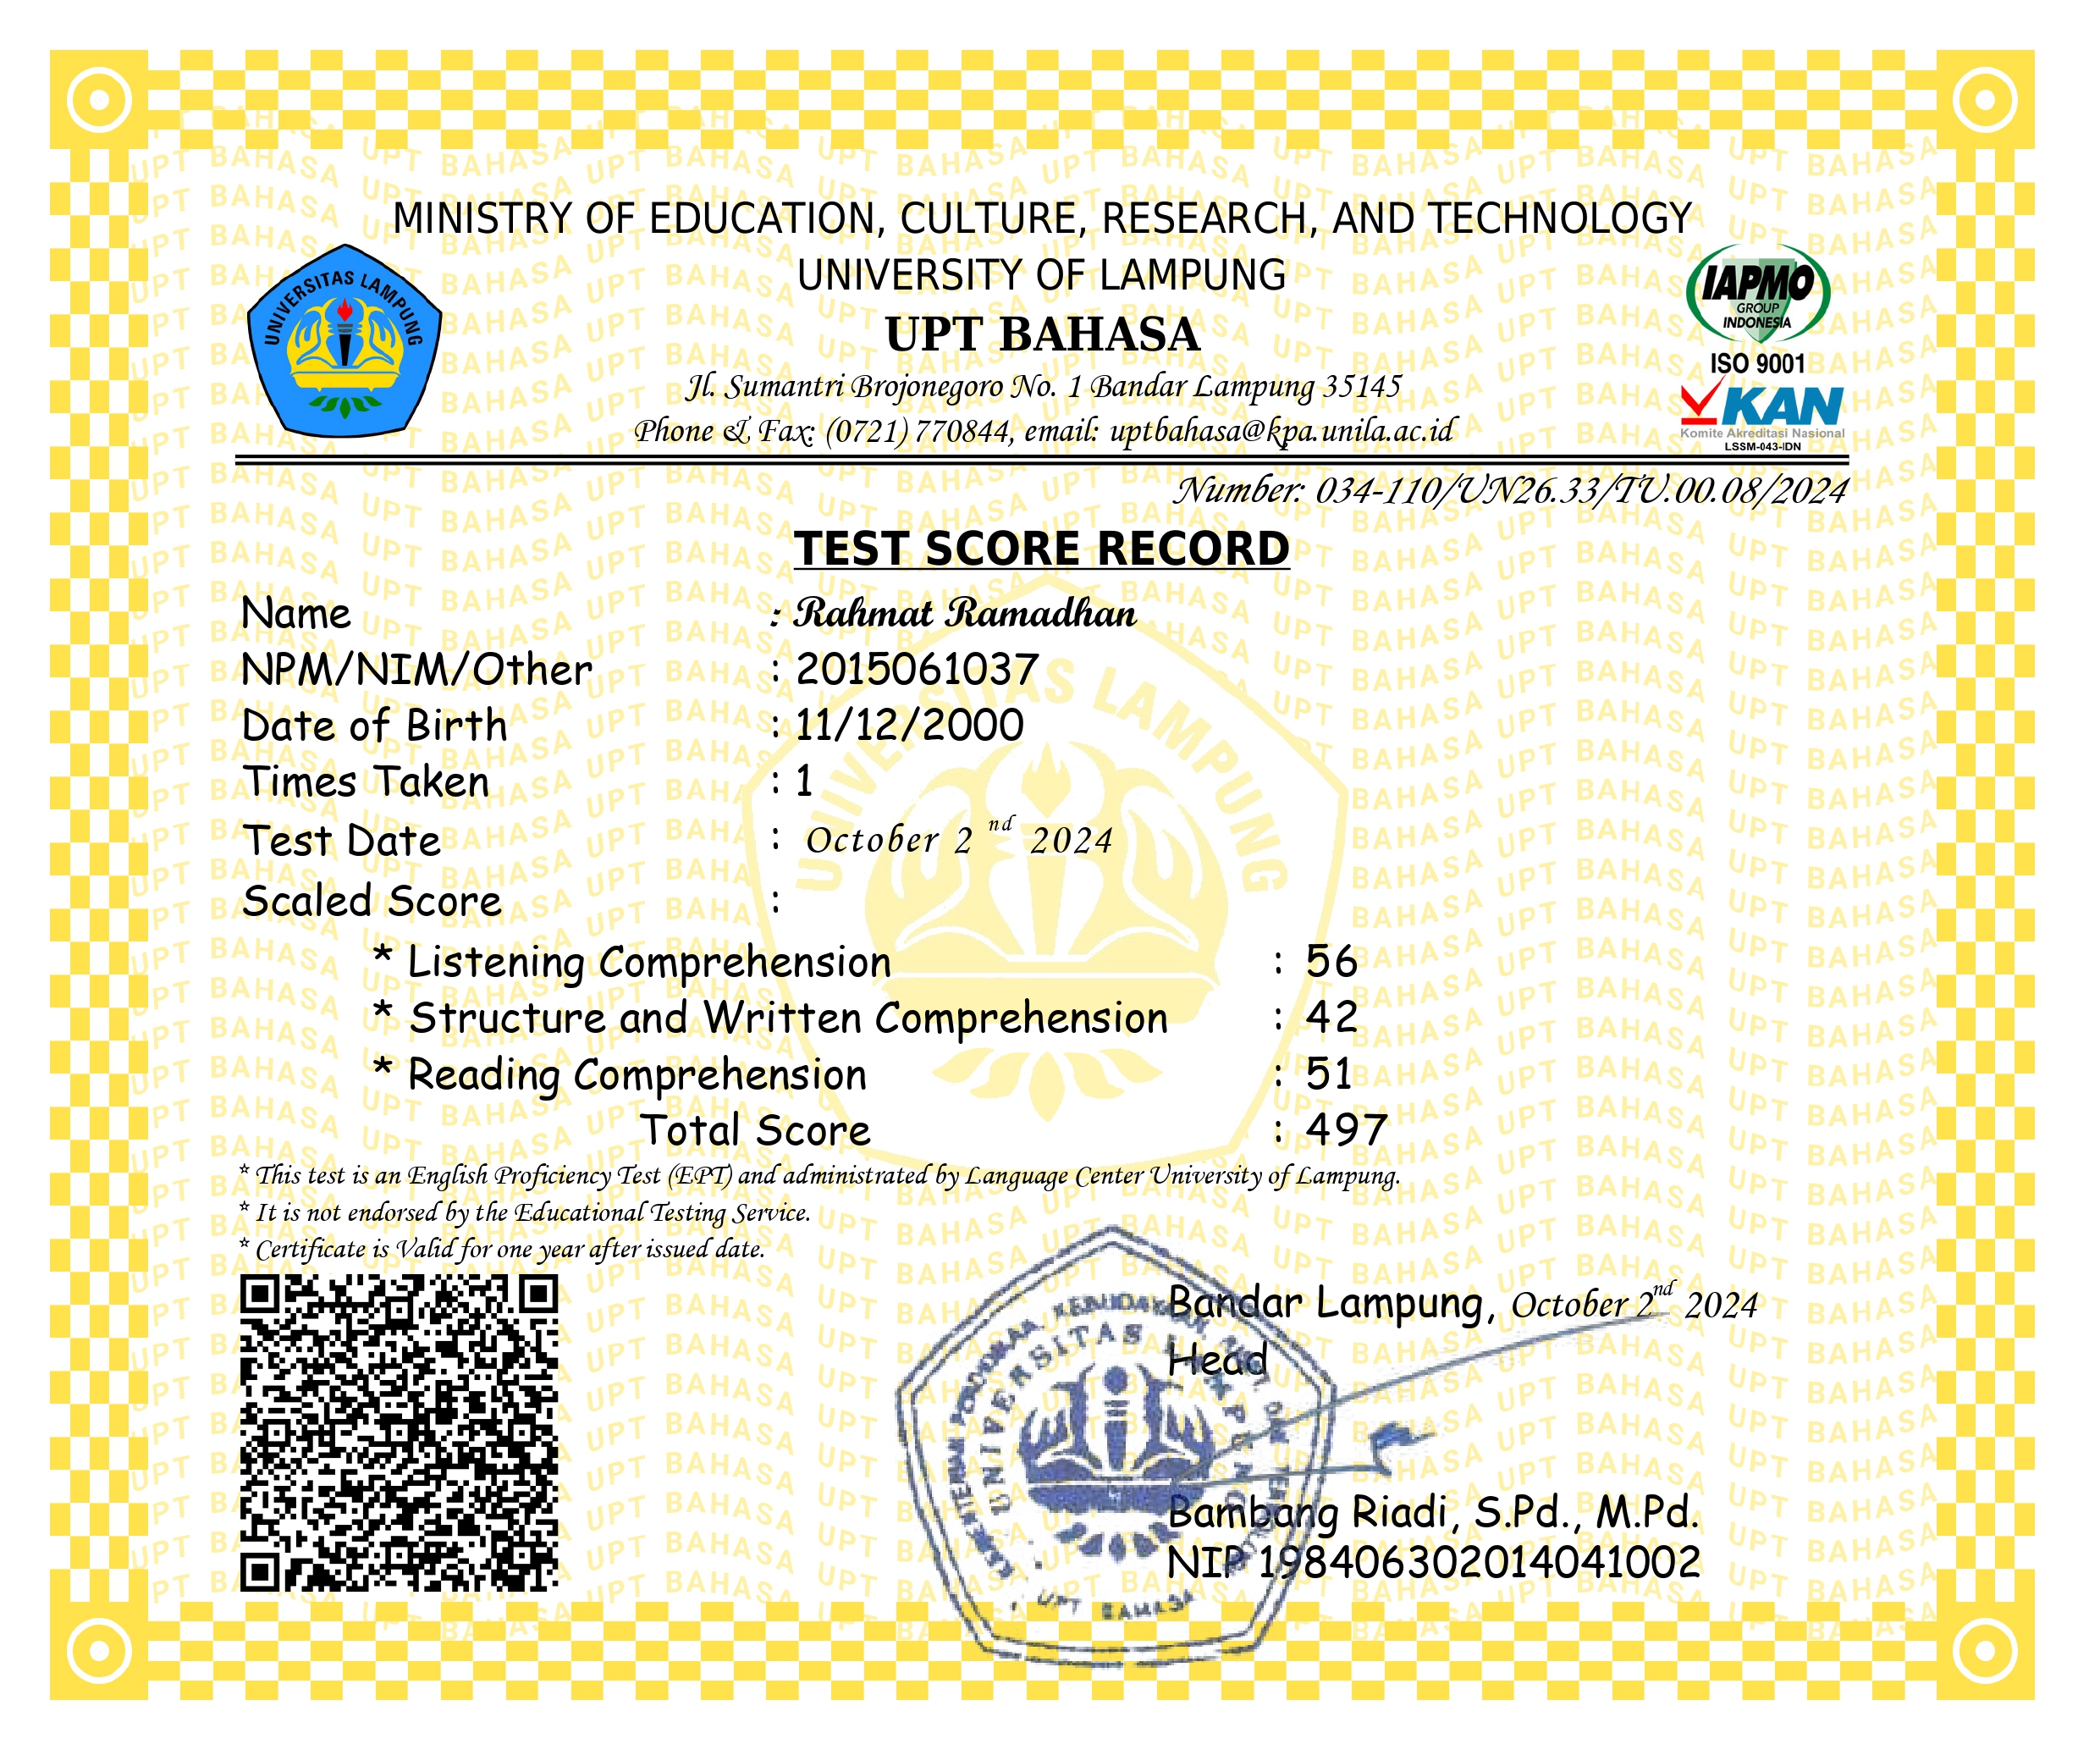 MINISTRY OF EDUCATION, CULTURE, RESEARCH, AND TECHNOLOGY
UNIVERSITY OF LAMPUNG
UPT BAHASA
Jl. Sumantri Brojonegoro No. 1 Bandar Lampung 35145
Phone & Fax: (0721) 770844, email: uptbahasa@kpa.unila.ac.id
UNIVERSITAS LAMPUNG
IAPMO
GROUP
INDONESIA
ISO 9001
KAN
Komite Akreditasi Nasional
LSSM-043-IDN
Number: 034-110/UN26.33/TU.00.08/2024
TEST SCORE RECORD
Name : Rahmat Ramadhan
NPM/NIM/Other : 2015061037
Date of Birth : 11/12/2000
Times Taken : 1
Test Date : October 2 nd 2024
Scaled Score :
* Listening Comprehension : 56
* Structure and Written Comprehension : 42
* Reading Comprehension : 51
Total Score : 497
* This test is an English Proficiency Test (EPT) and administrated by Language Center University of Lampung.
* It is not endorsed by the Educational Testing Service.
* Certificate is Valid for one year after issued date.
Bandar Lampung, October 2nd 2024
Head
UNIVERSITAS LAMPUNG
UPT BAHASA
Bambang Riadi, S.Pd., M.Pd.
NIP 198406302014041002